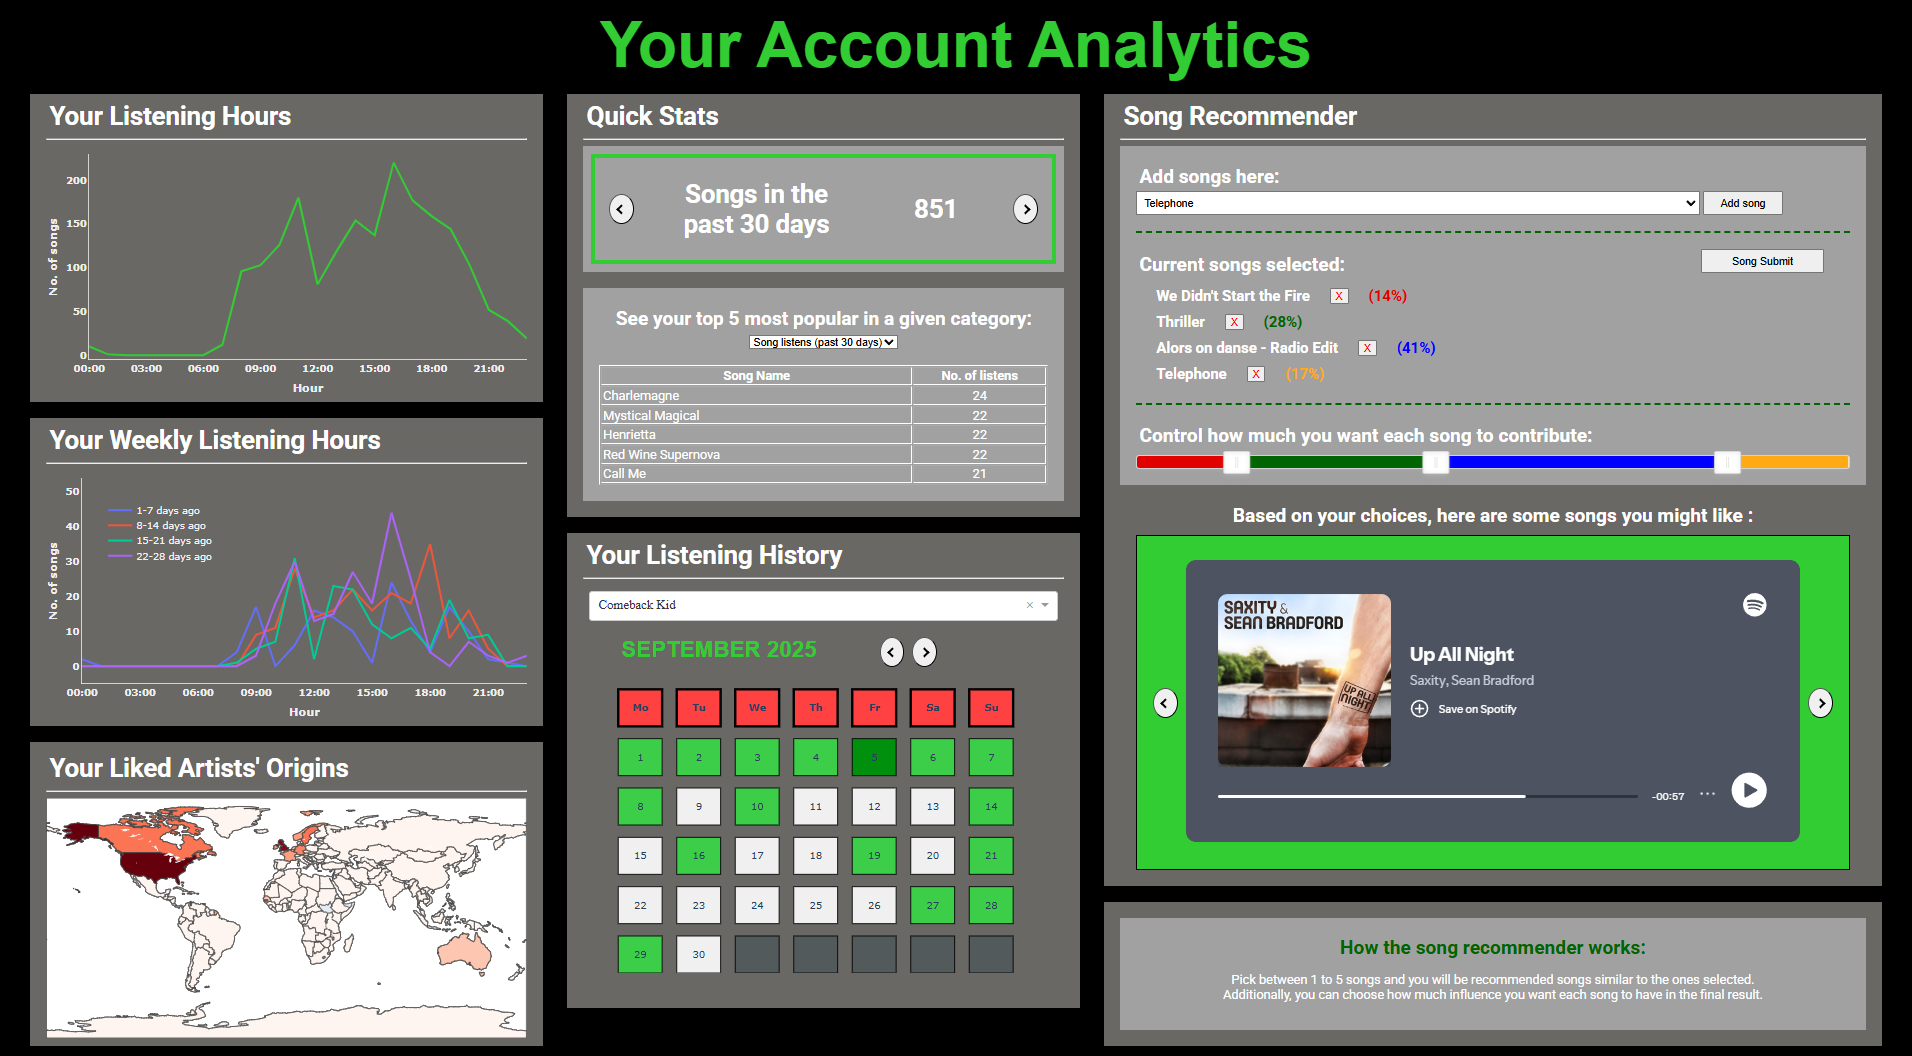 Your Account Analytics
Your Listening Hours
200
150
100
50
0
No. of songs
00:00 03:00 06:00 09:00 12:00 15:00 18:00 21:00
Hour
Your Weekly Listening Hours
50
40
30
20
10
0
No. of songs
1-7 days ago
8-14 days ago
15-21 days ago
22-28 days ago
00:00 03:00 06:00 09:00 12:00 15:00 18:00 21:00
Hour
Your Liked Artists' Origins
Quick Stats
Songs in the
past 30 days
851
See your top 5 most popular in a given category:
Song listens (past 30 days)
Song Name No. of listens
Charlemagne 24
Mystical Magical 22
Henrietta 22
Red Wine Supernova 22
Call Me 21
Your Listening History
Comeback Kid ×
SEPTEMBER 2025
Mo Tu We Th Fr Sa Su
1 2 3 4 5 6 7
8 9 10 11 12 13 14
15 16 17 18 19 20 21
22 23 24 25 26 27 28
29 30
Song Recommender
Add songs here:
Telephone Add song
Current songs selected: Song Submit
We Didn't Start the Fire X (14%)
Thriller X (28%)
Alors on danse - Radio Edit X (41%)
Telephone X (17%)
Control how much you want each song to contribute:
Based on your choices, here are some songs you might like :
SAXITY &
SEAN BRADFORD
UP ALL
NIGHT
Up All Night
Saxity, Sean Bradford
Save on Spotify
-00:57 ···
How the song recommender works:
Pick between 1 to 5 songs and you will be recommended songs similar to the ones selected.
Additionally, you can choose how much influence you want each song to have in the final result.